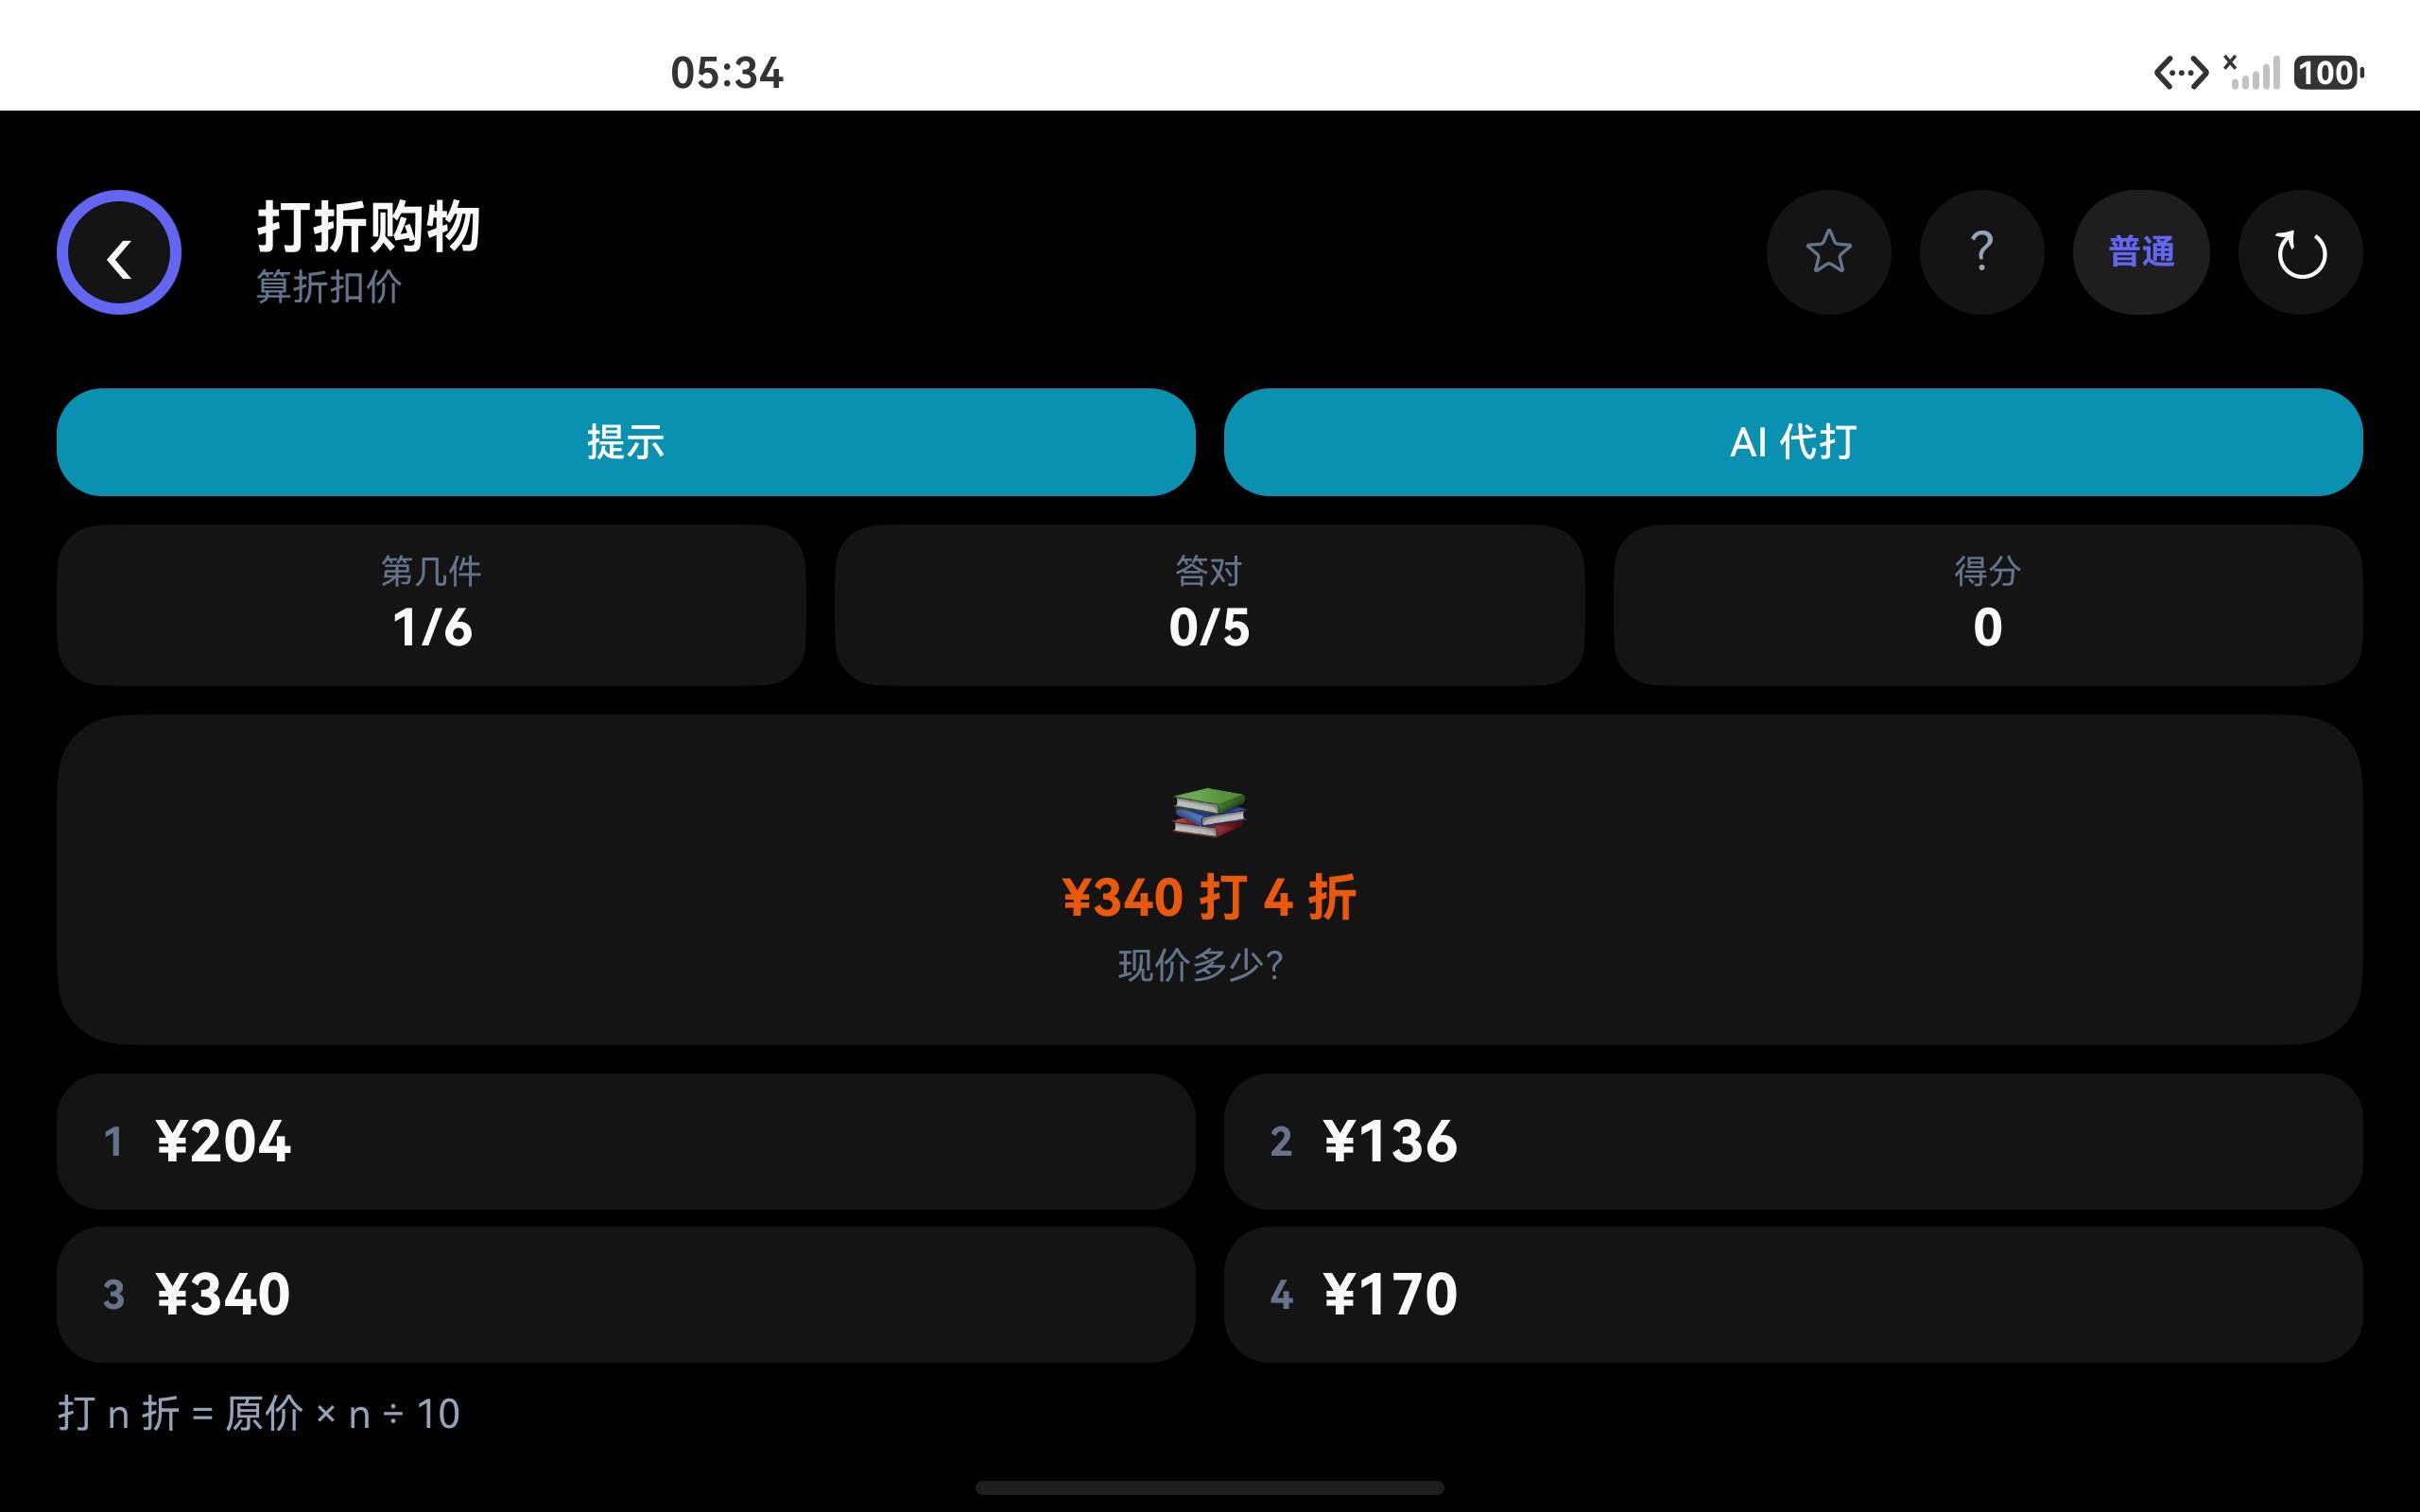 05:34
100
打折购物
算折扣价
?
普通
提示
AI 代打
第几件
1/6
答对
0/5
得分
0
¥340 打 4 折
现价多少?
1 ¥204
2 ¥136
3 ¥340
4 ¥170
打 n 折 = 原价 × n ÷ 10